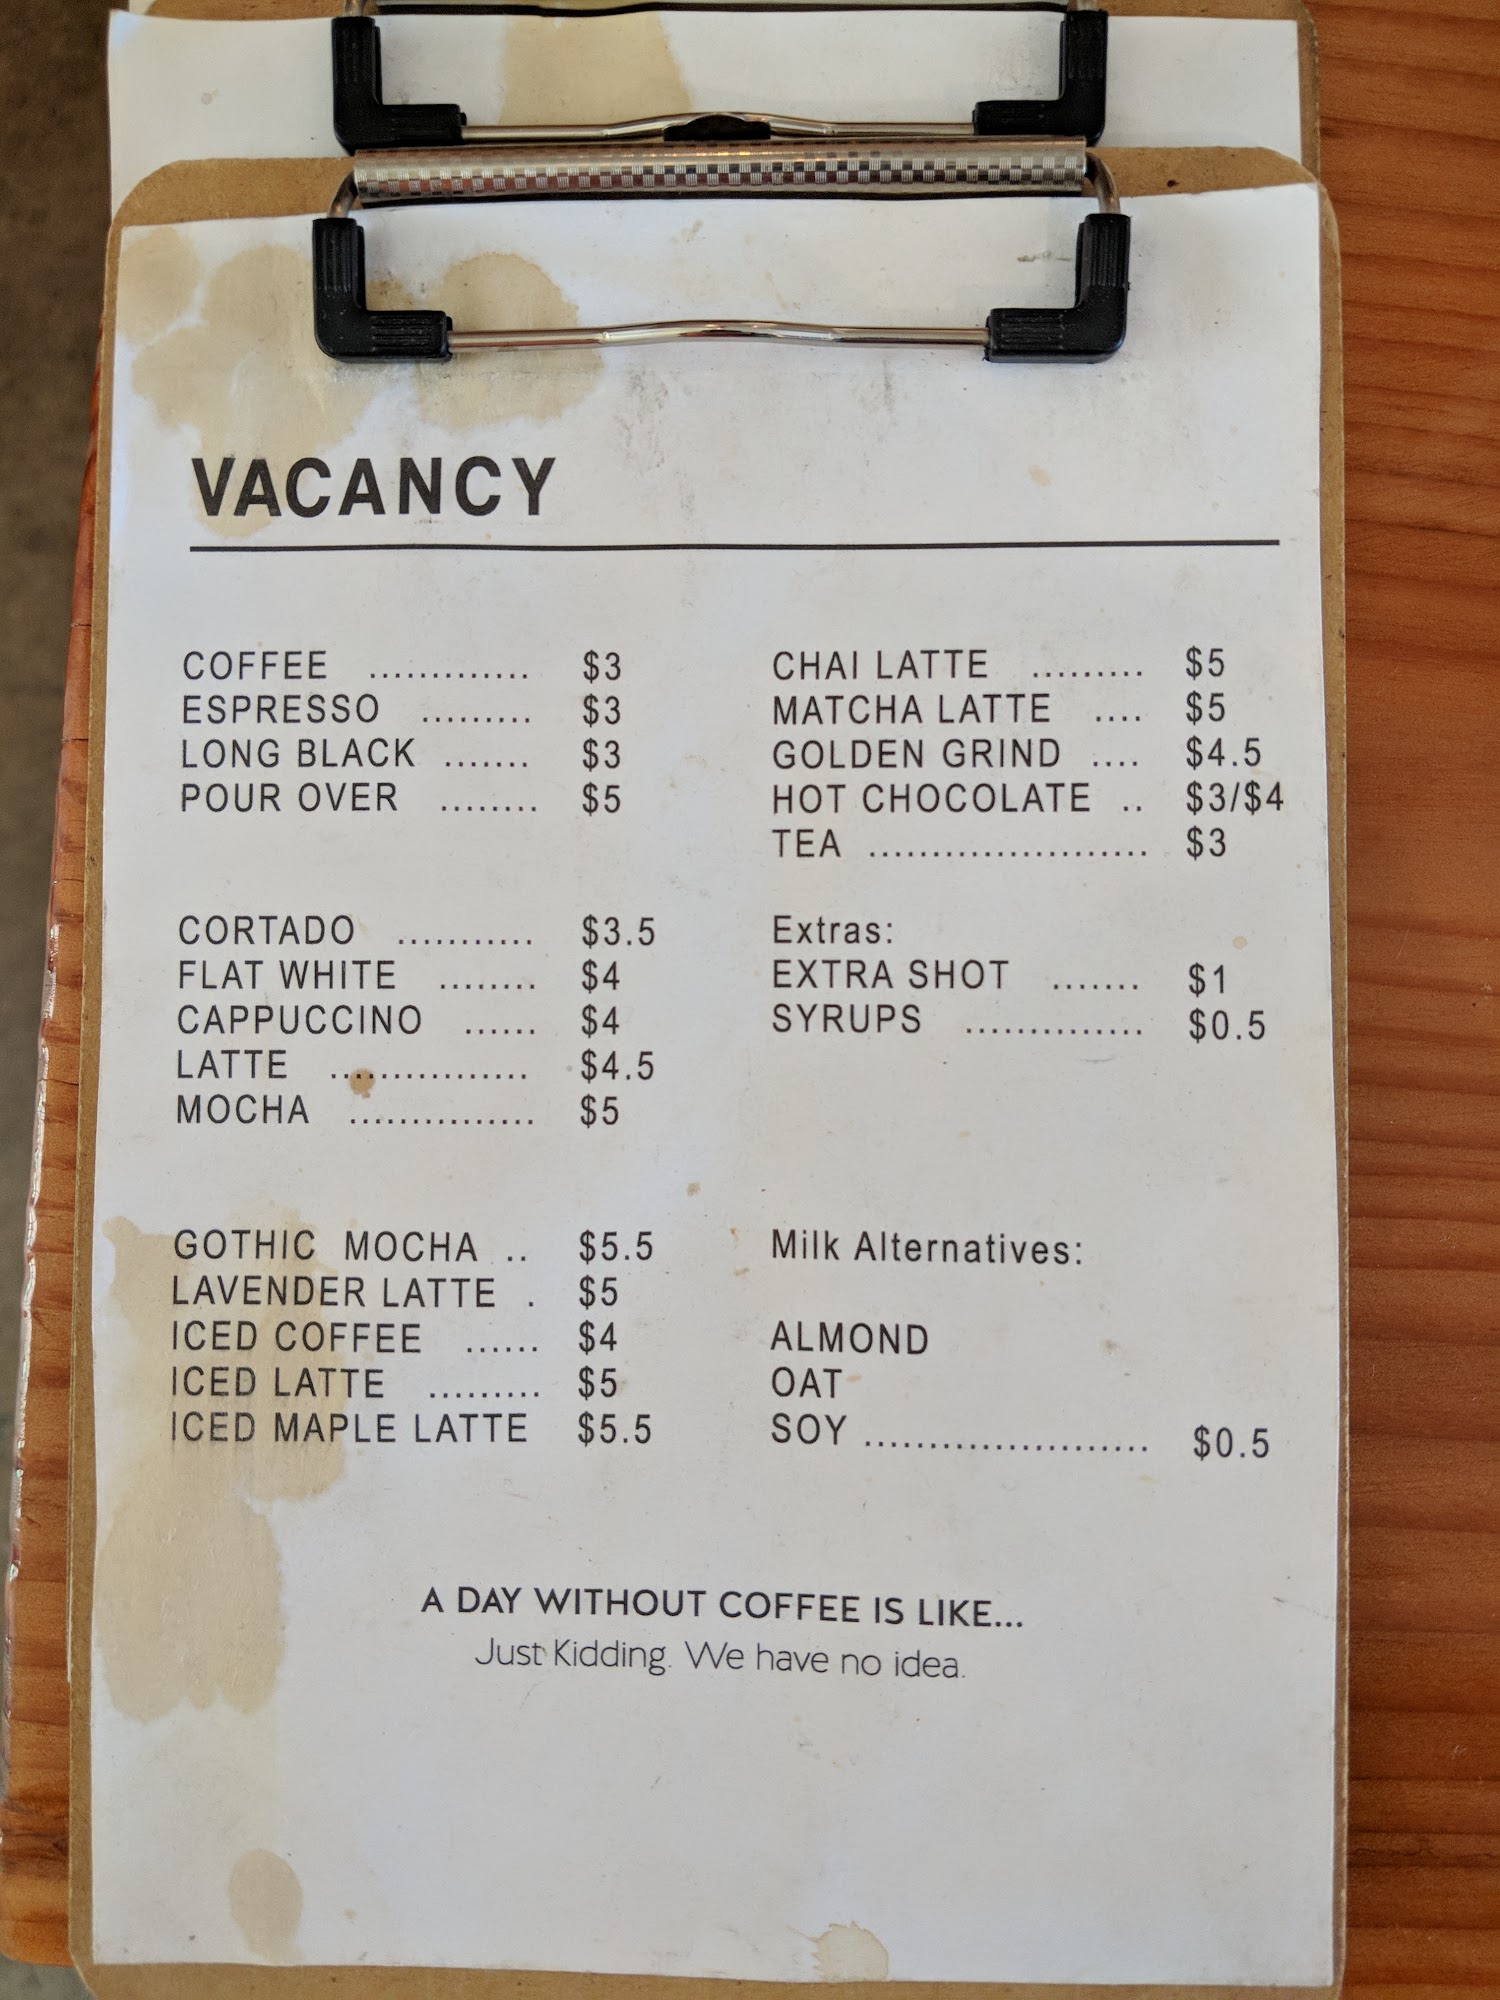 VACANCY
COFFEE ............. $3
ESPRESSO ......... $3
LONG BLACK ....... $3
POUR OVER ........ $5
CORTADO ........... $3.5
FLAT WHITE ........ $4
CAPPUCCINO ...... $4
LATTE ................ $4.5
MOCHA ............... $5
GOTHIC MOCHA .. $5.5
LAVENDER LATTE . $5
ICED COFFEE ...... $4
ICED LATTE ......... $5
ICED MAPLE LATTE $5.5
CHAI LATTE ......... $5
MATCHA LATTE .... $5
GOLDEN GRIND .... $4.5
HOT CHOCOLATE .. $3/$4
TEA ...................... $3
Extras:
EXTRA SHOT ....... $1
SYRUPS .............. $0.5
Milk Alternatives:
ALMOND
OAT
SOY ...................... $0.5
A DAY WITHOUT COFFEE IS LIKE...
Just Kidding. We have no idea.